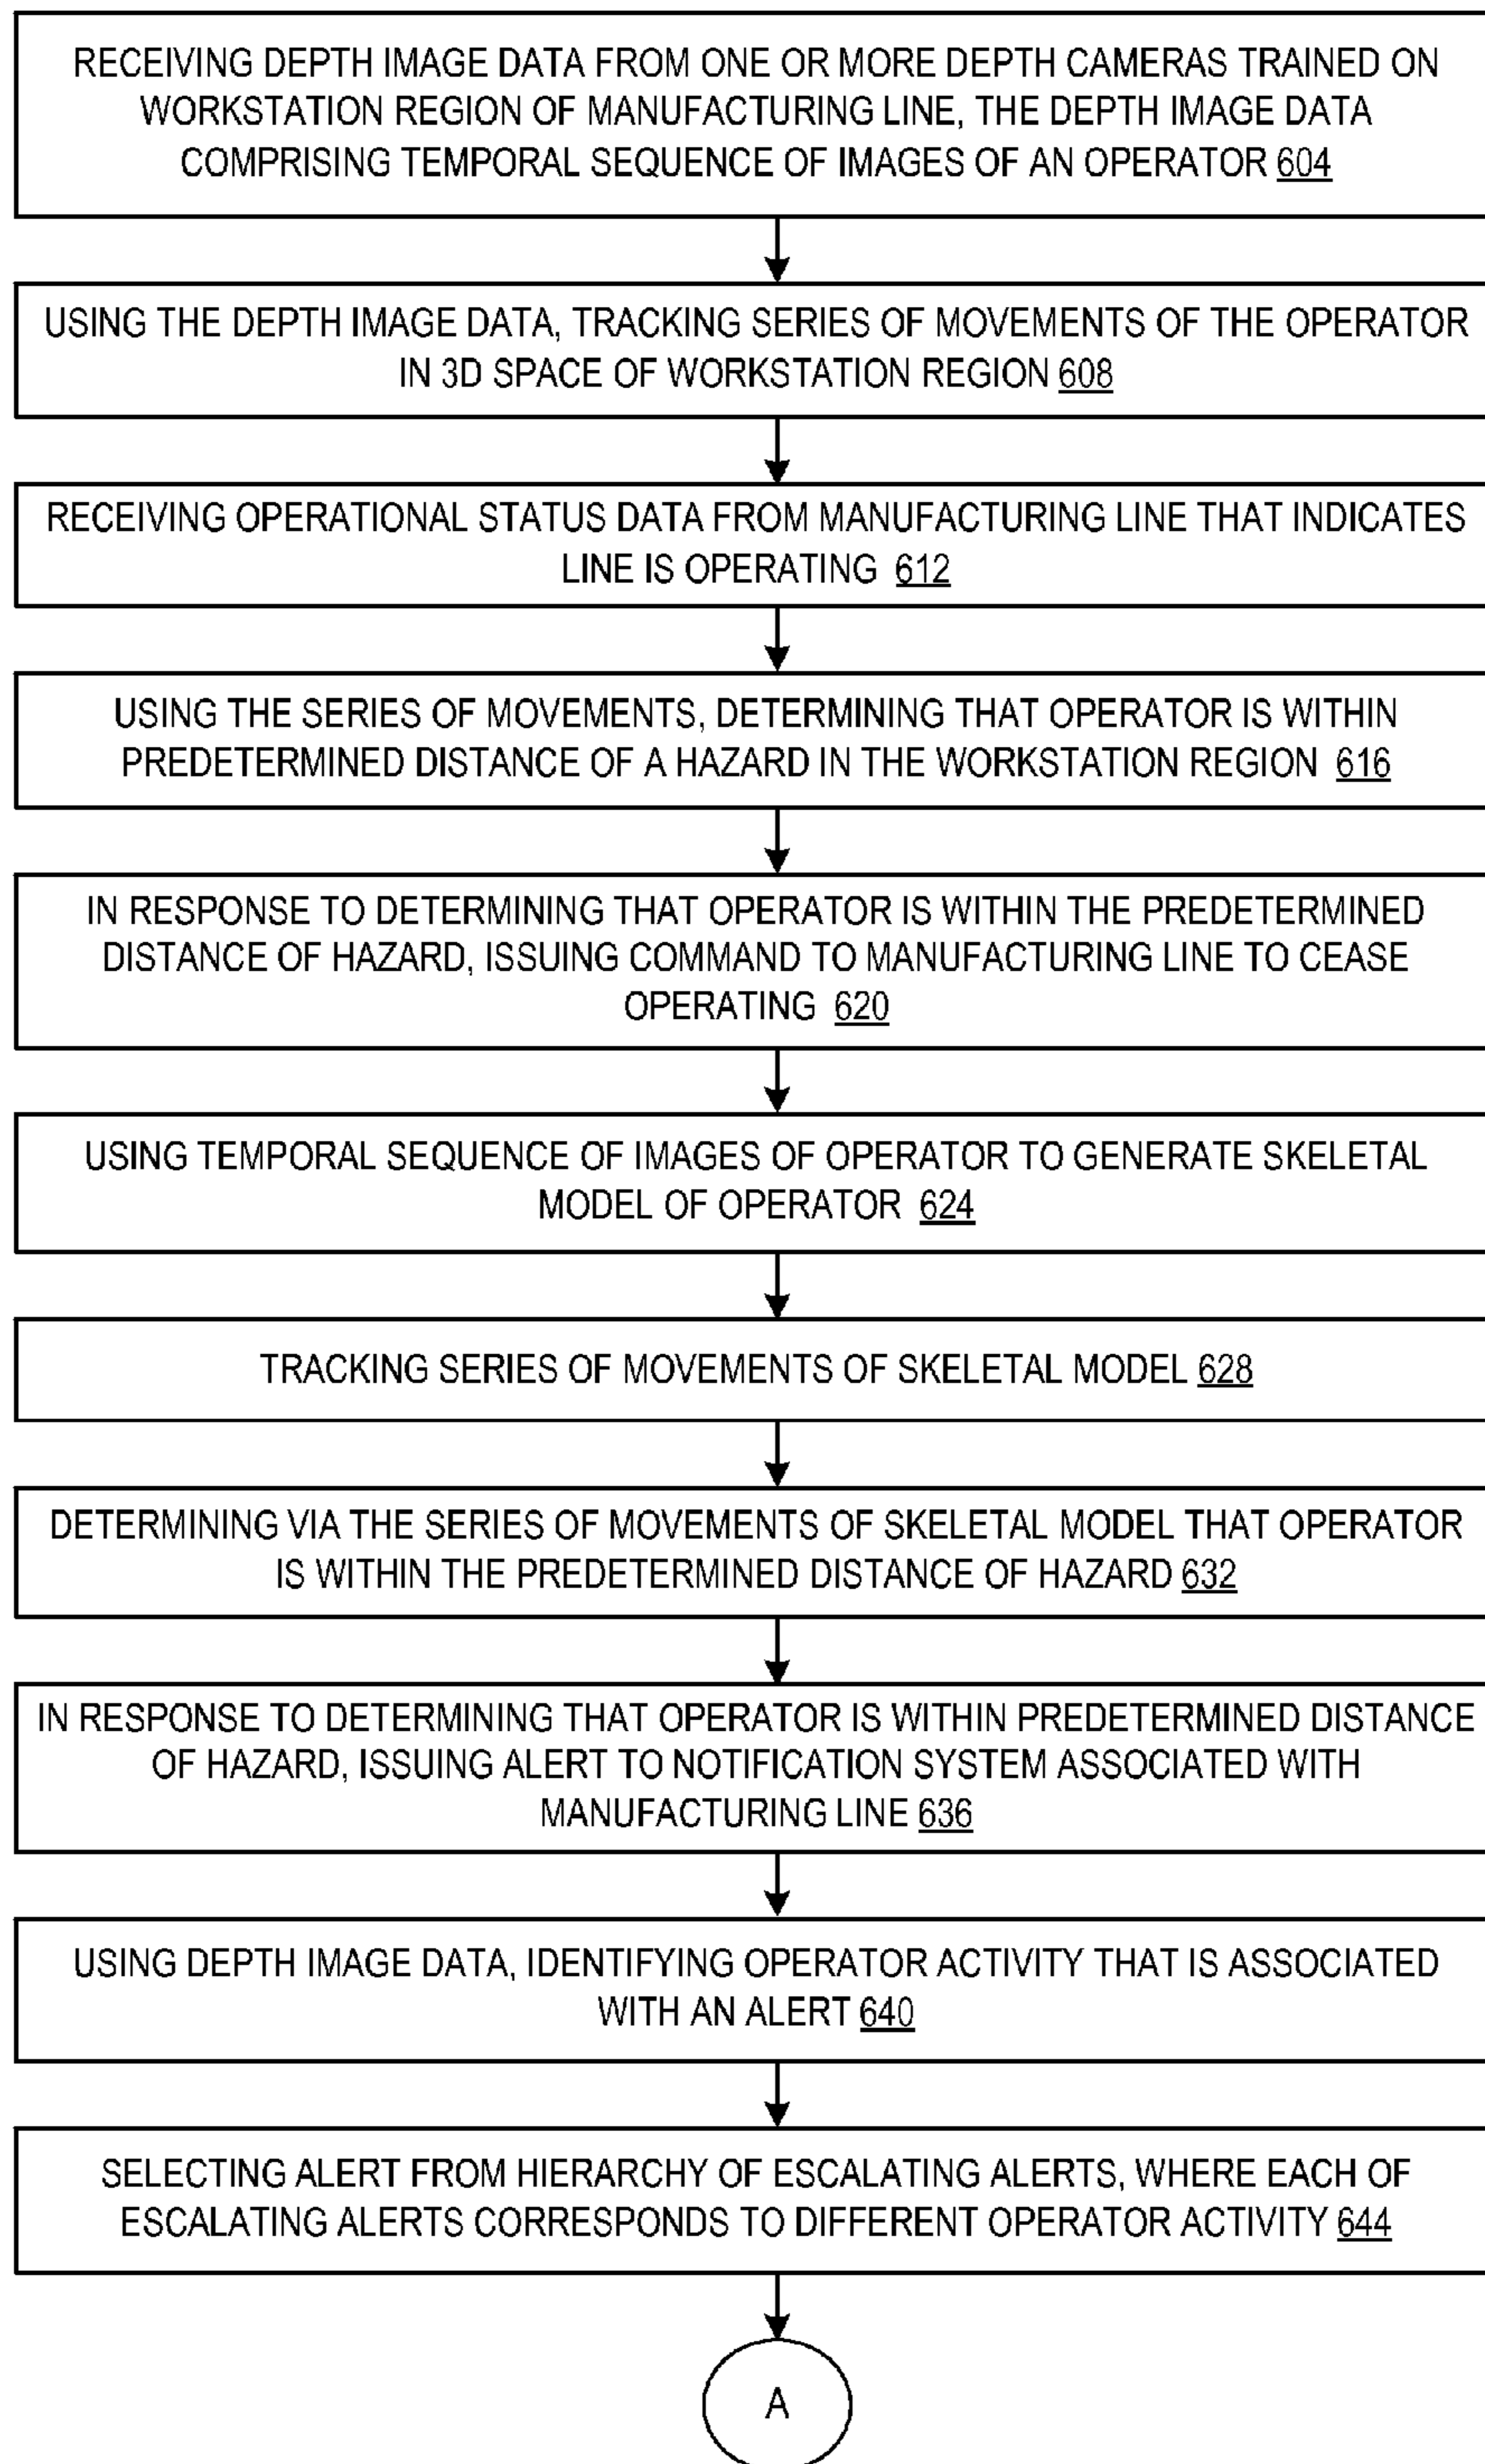 RECEIVING DEPTH IMAGE DATA FROM ONE OR MORE DEPTH CAMERAS TRAINED ON
WORKSTATION REGION OF MANUFACTURING LINE, THE DEPTH IMAGE DATA
COMPRISING TEMPORAL SEQUENCE OF IMAGES OF AN OPERATOR 604
USING THE DEPTH IMAGE DATA, TRACKING SERIES OF MOVEMENTS OF THE OPERATOR
IN 3D SPACE OF WORKSTATION REGION 608
RECEIVING OPERATIONAL STATUS DATA FROM MANUFACTURING LINE THAT INDICATES
LINE IS OPERATING 612
USING THE SERIES OF MOVEMENTS, DETERMINING THAT OPERATOR IS WITHIN
PREDETERMINED DISTANCE OF A HAZARD IN THE WORKSTATION REGION 616
IN RESPONSE TO DETERMINING THAT OPERATOR IS WITHIN THE PREDETERMINED
DISTANCE OF HAZARD, ISSUING COMMAND TO MANUFACTURING LINE TO CEASE
OPERATING 620
USING TEMPORAL SEQUENCE OF IMAGES OF OPERATOR TO GENERATE SKELETAL
MODEL OF OPERATOR 624
TRACKING SERIES OF MOVEMENTS OF SKELETAL MODEL 628
DETERMINING VIA THE SERIES OF MOVEMENTS OF SKELETAL MODEL THAT OPERATOR
IS WITHIN THE PREDETERMINED DISTANCE OF HAZARD 632
IN RESPONSE TO DETERMINING THAT OPERATOR IS WITHIN PREDETERMINED DISTANCE
OF HAZARD, ISSUING ALERT TO NOTIFICATION SYSTEM ASSOCIATED WITH
MANUFACTURING LINE 636
USING DEPTH IMAGE DATA, IDENTIFYING OPERATOR ACTIVITY THAT IS ASSOCIATED
WITH AN ALERT 640
SELECTING ALERT FROM HIERARCHY OF ESCALATING ALERTS, WHERE EACH OF
ESCALATING ALERTS CORRESPONDS TO DIFFERENT OPERATOR ACTIVITY 644
A